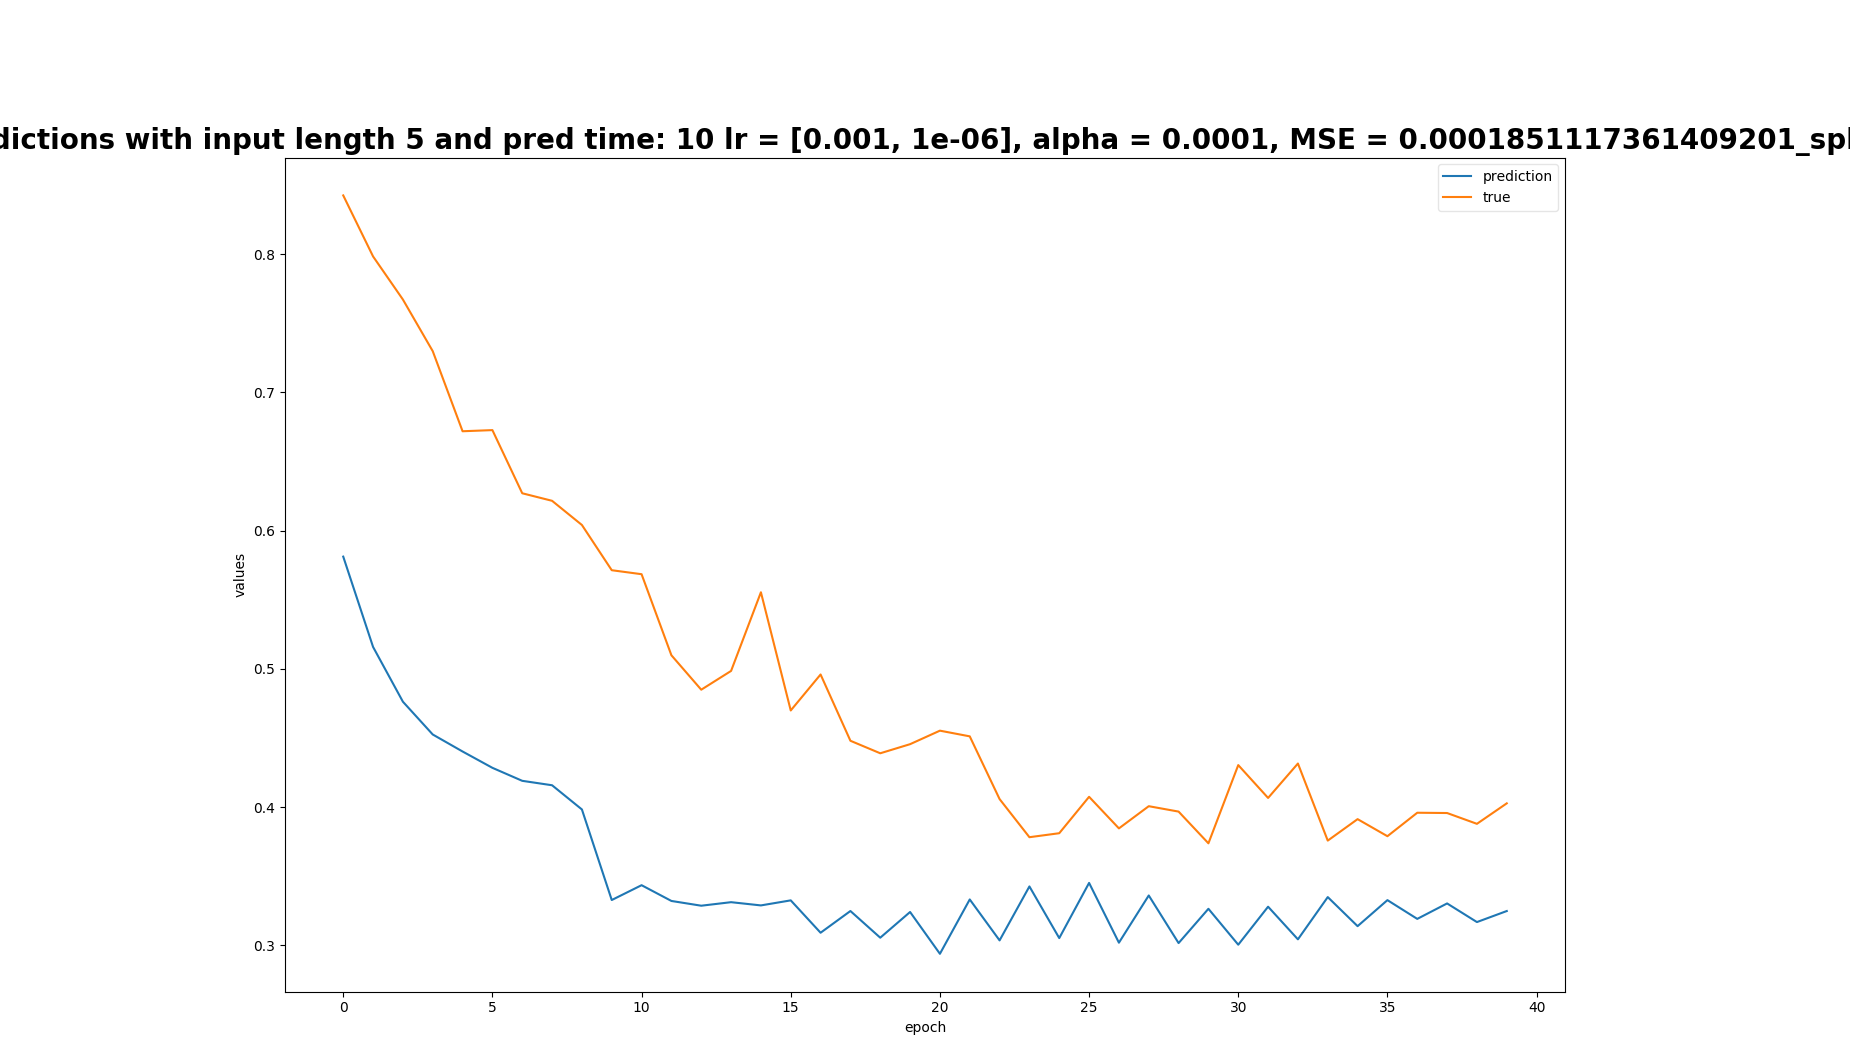 dictions with input length 5 and pred time: 10 lr = [0.001, 1e-06], alpha = 0.0001, MSE = 0.0001851117361409201_spl
prediction
true
0.8
0.7
0.6
0.5
0.4
0.3
values
0 5 10 15 20 25 30 35 40
epoch